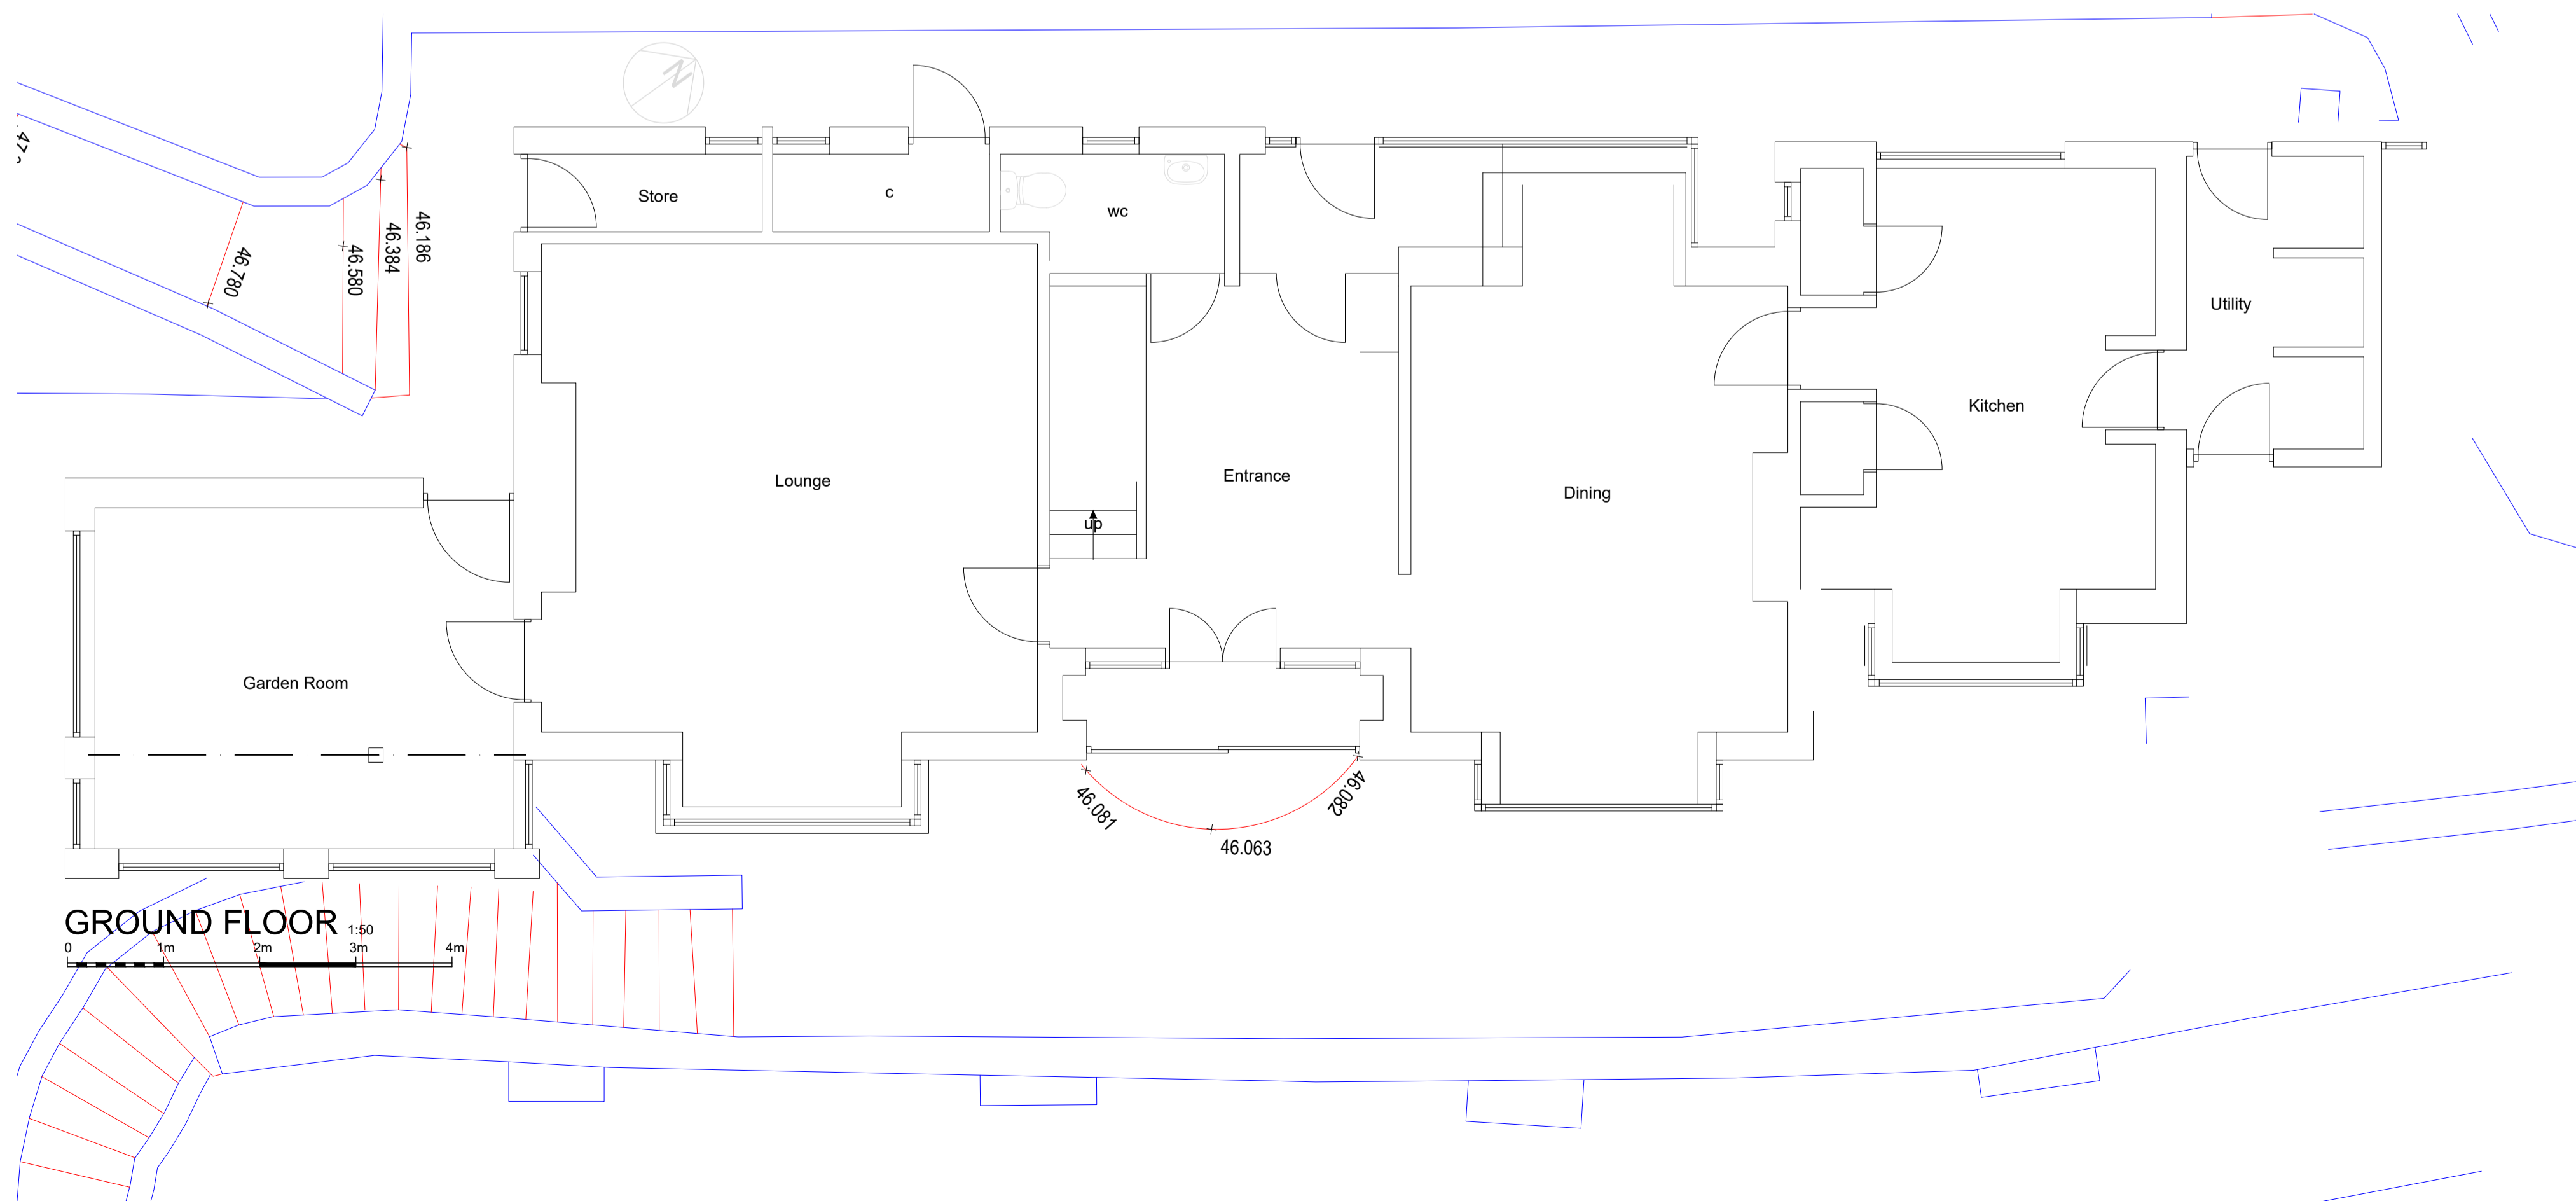 N
46.186
46.384
46.580
46.780
Store
c
wc
Utility
Kitchen
Lounge
Entrance
Dining
up
Garden Room
46.081
46.082
46.063
GROUND FLOOR 1:50
0 1m 2m 3m 4m